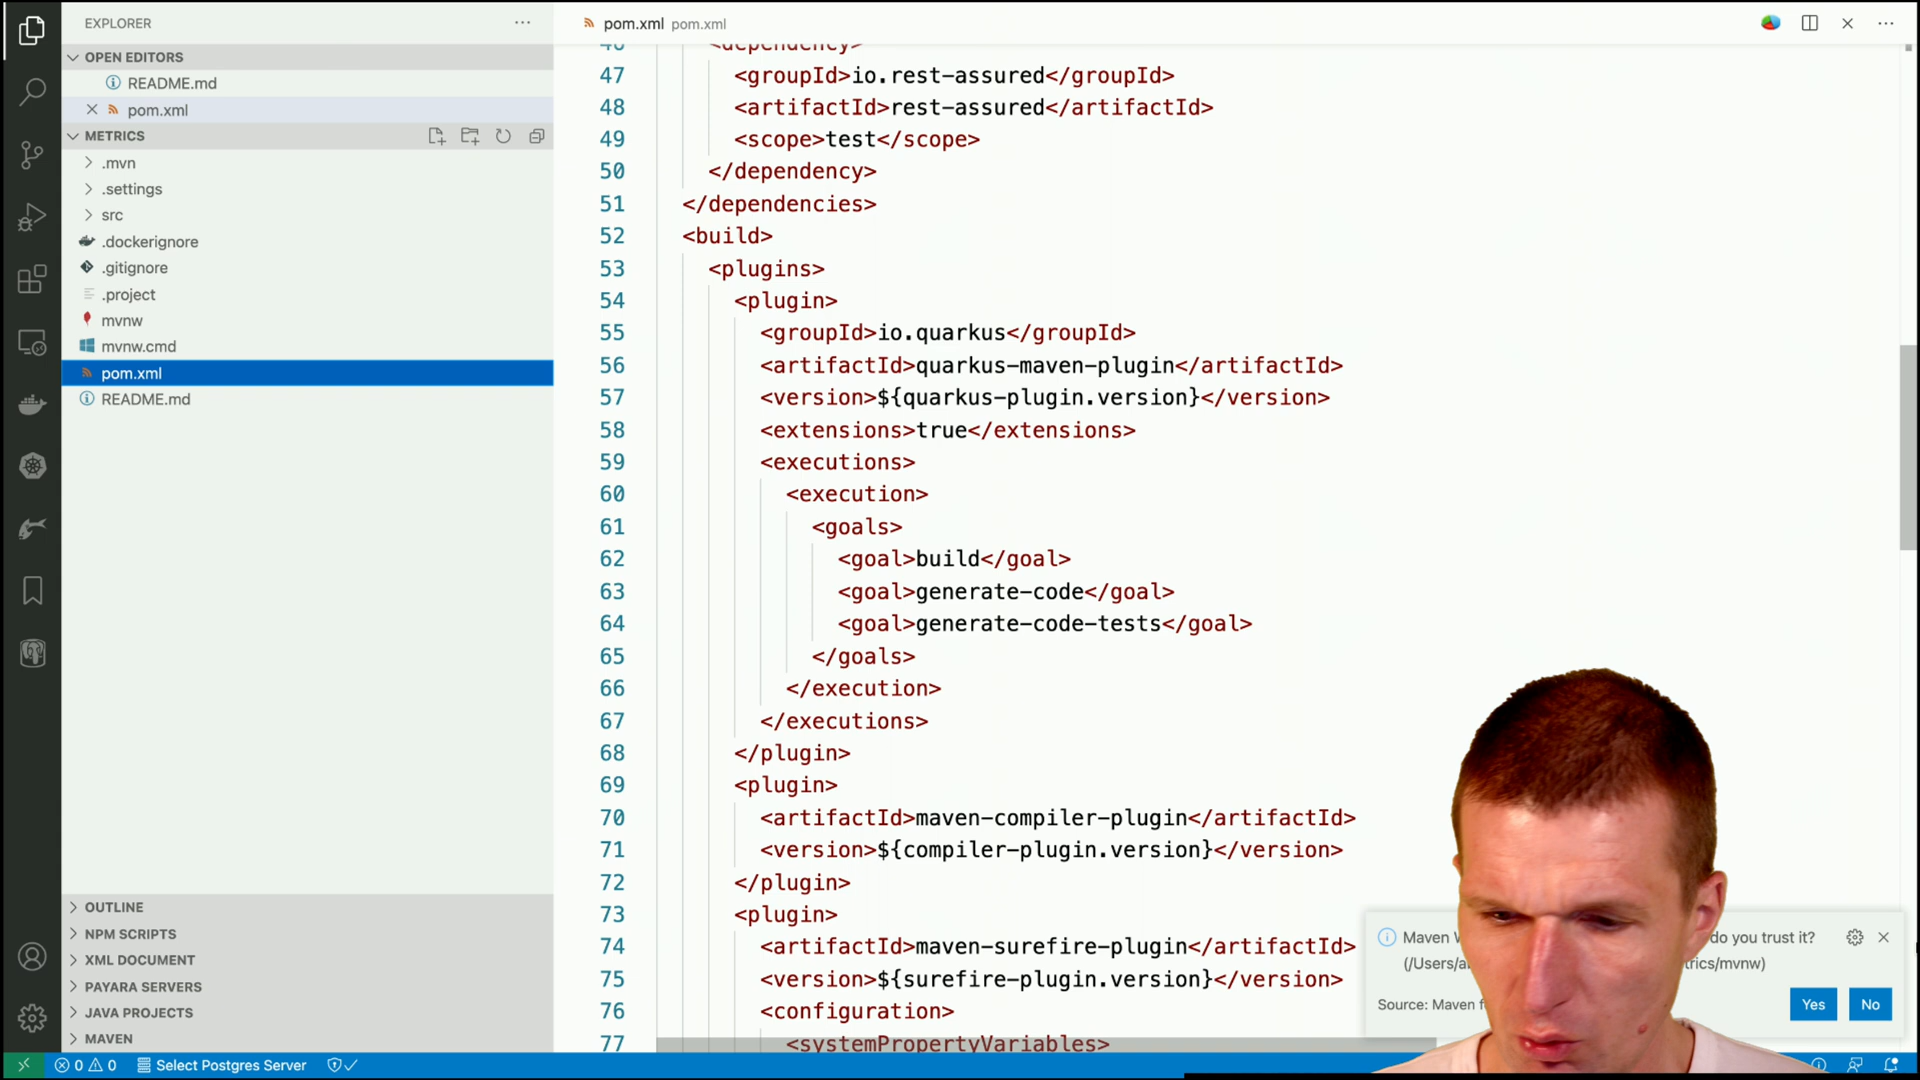 EXPLORER
OPEN EDITORS
README.md
pom.xml
METRICS
.mvn
.settings
src
.dockerignore
.gitignore
.project
mvnw
mvnw.cmd
pom.xml
README.md
OUTLINE
NPM SCRIPTS
XML DOCUMENT
PAYARA SERVERS
JAVA PROJECTS
MAVEN
pom.xml pom.xml
46 <dependency>
47 <groupId>io.rest-assured</groupId>
48 <artifactId>rest-assured</artifactId>
49 <scope>test</scope>
50 </dependency>
51 </dependencies>
52 <build>
53 <plugins>
54 <plugin>
55 <groupId>io.quarkus</groupId>
56 <artifactId>quarkus-maven-plugin</artifactId>
57 <version>${quarkus-plugin.version}</version>
58 <extensions>true</extensions>
59 <executions>
60 <execution>
61 <goals>
62 <goal>build</goal>
63 <goal>generate-code</goal>
64 <goal>generate-code-tests</goal>
65 </goals>
66 </execution>
67 </executions>
68 </plugin>
69 <plugin>
70 <artifactId>maven-compiler-plugin</artifactId>
71 <version>${compiler-plugin.version}</version>
72 </plugin>
73 <plugin>
74 <artifactId>maven-surefire-plugin</artifactId>
75 <version>${surefire-plugin.version}</version>
76 <configuration>
77 <systemPropertyVariables>
Maven do you trust it?
trics/mvnw)
Source: Maven
Yes No
0 0 Select Postgres Server